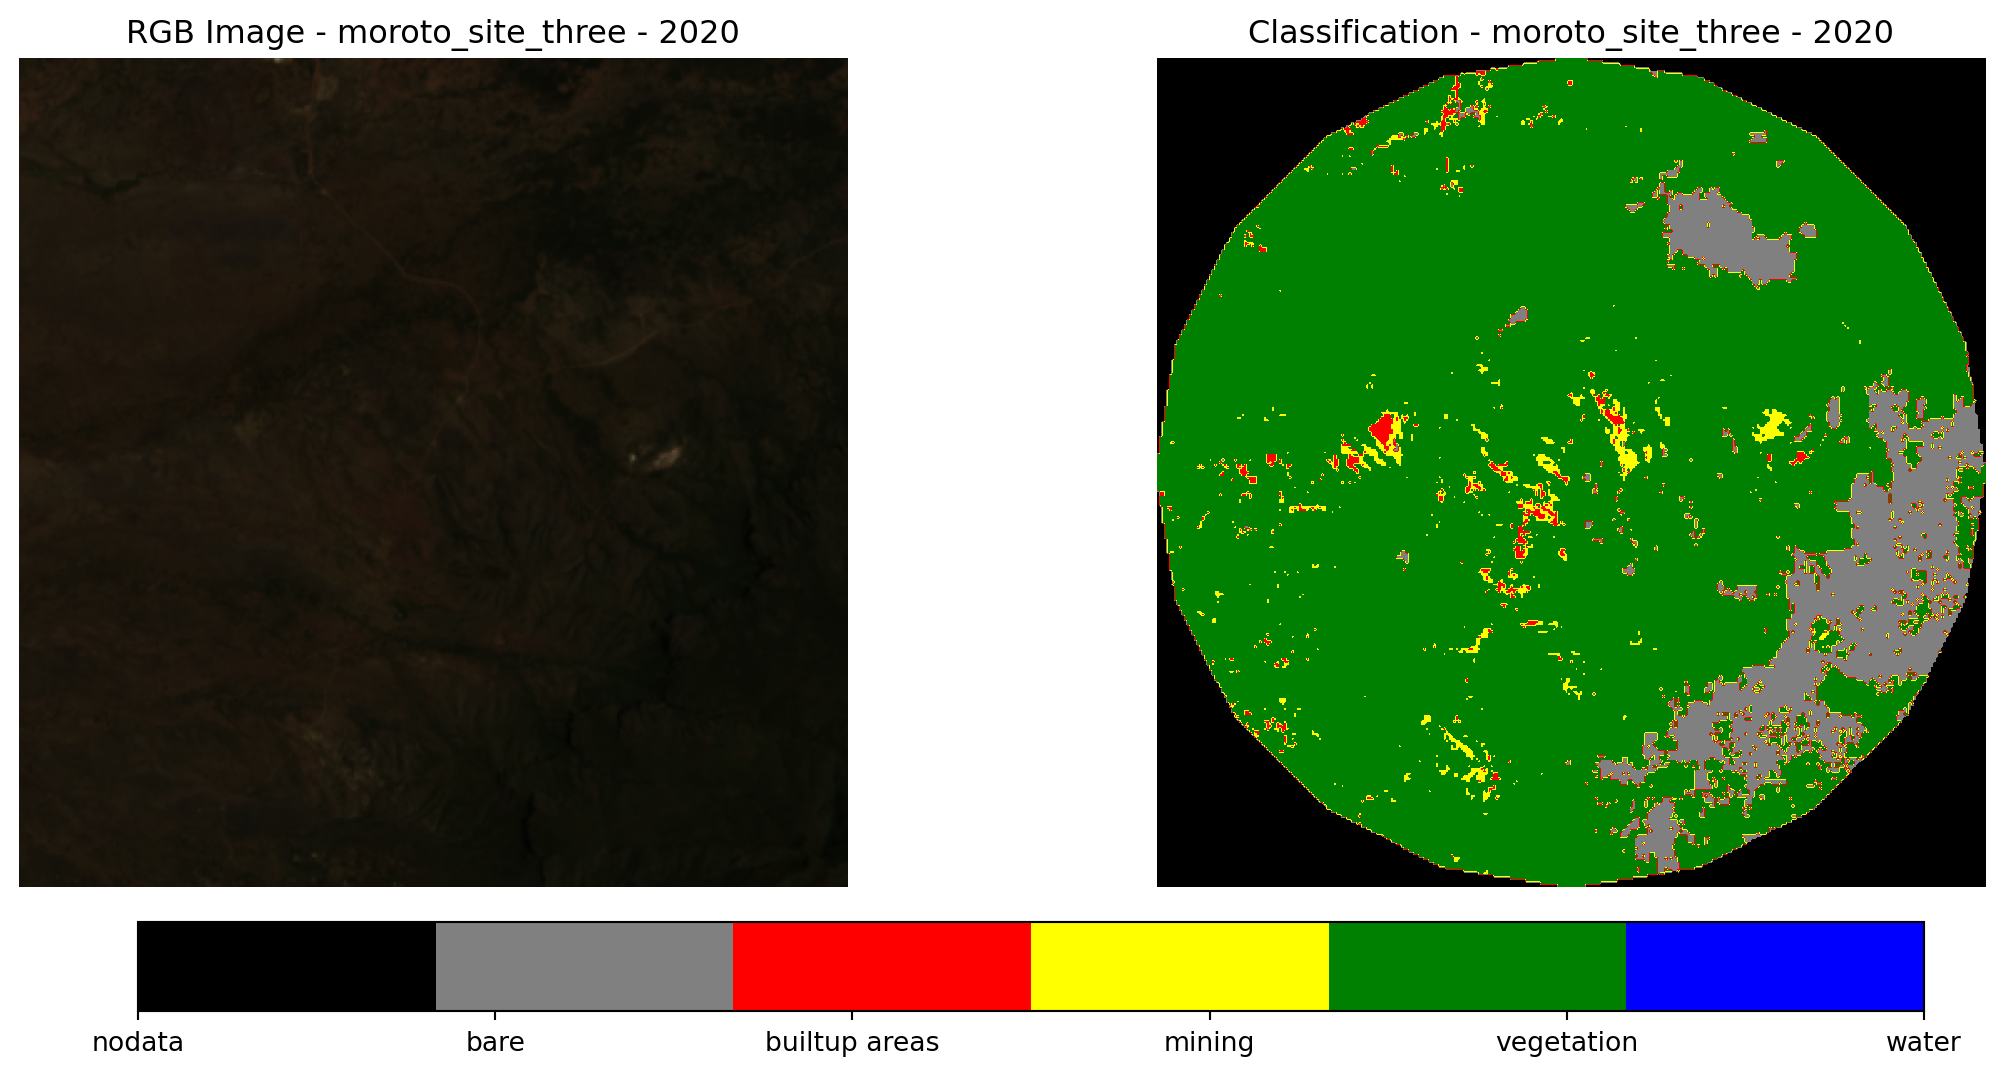 RGB Image - moroto_site_three - 2020
Classification - moroto_site_three - 2020
nodata bare builtup areas mining vegetation water